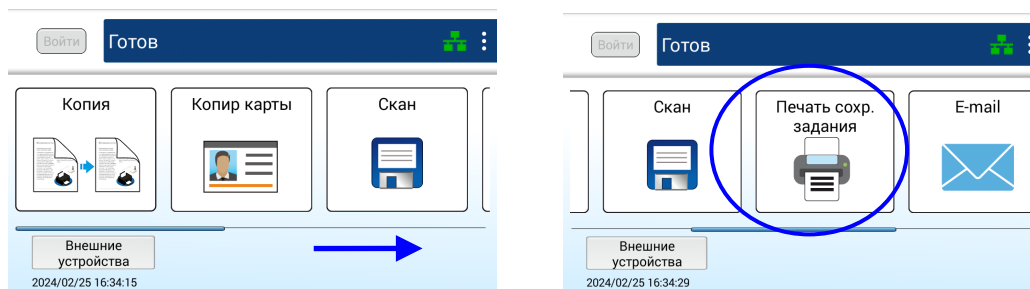 Войти
Готов
Копия
Копир карты
Скан
Внешние
устройства
2024/02/25 16:34:15
Войти
Готов
Скан
Печать сохр.
задания
E-mail
Внешние
устройства
2024/02/25 16:34:29